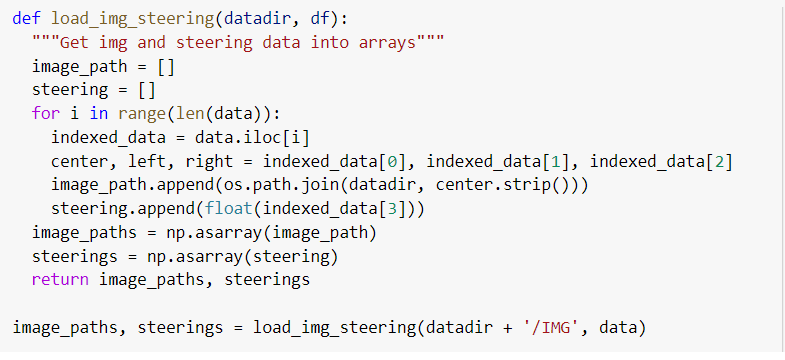 def load_img_steering(datadir, df):
  """Get img and steering data into arrays"""
  image_path = []
  steering = []
  for i in range(len(data)):
    indexed_data = data.iloc[i]
    center, left, right = indexed_data[0], indexed_data[1], indexed_data[2]
    image_path.append(os.path.join(datadir, center.strip()))
    steering.append(float(indexed_data[3]))
  image_paths = np.asarray(image_path)
  steerings = np.asarray(steering)
  return image_paths, steerings

image_paths, steerings = load_img_steering(datadir + '/IMG', data)